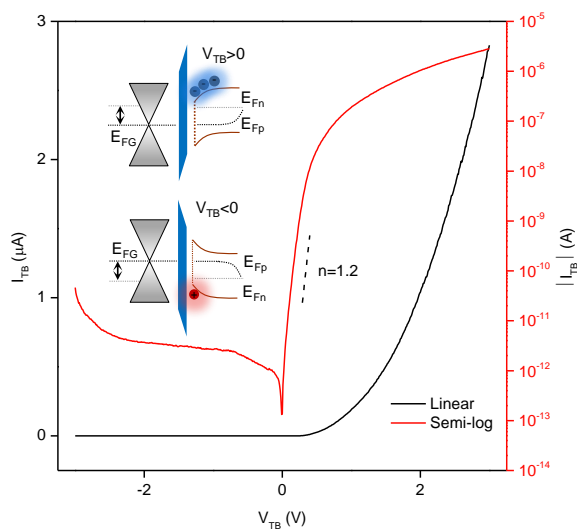 3
2
1
0
I_TB (μA)
-2
0
2
V_TB (V)
10^-5
10^-6
10^-7
10^-8
10^-9
10^-10
10^-11
10^-12
10^-13
10^-14
| I_TB | (A)
V_TB>0
E_Fn
E_Fp
E_FG
V_TB<0
E_FG
E_Fp
E_Fn
n=1.2
Linear
Semi-log